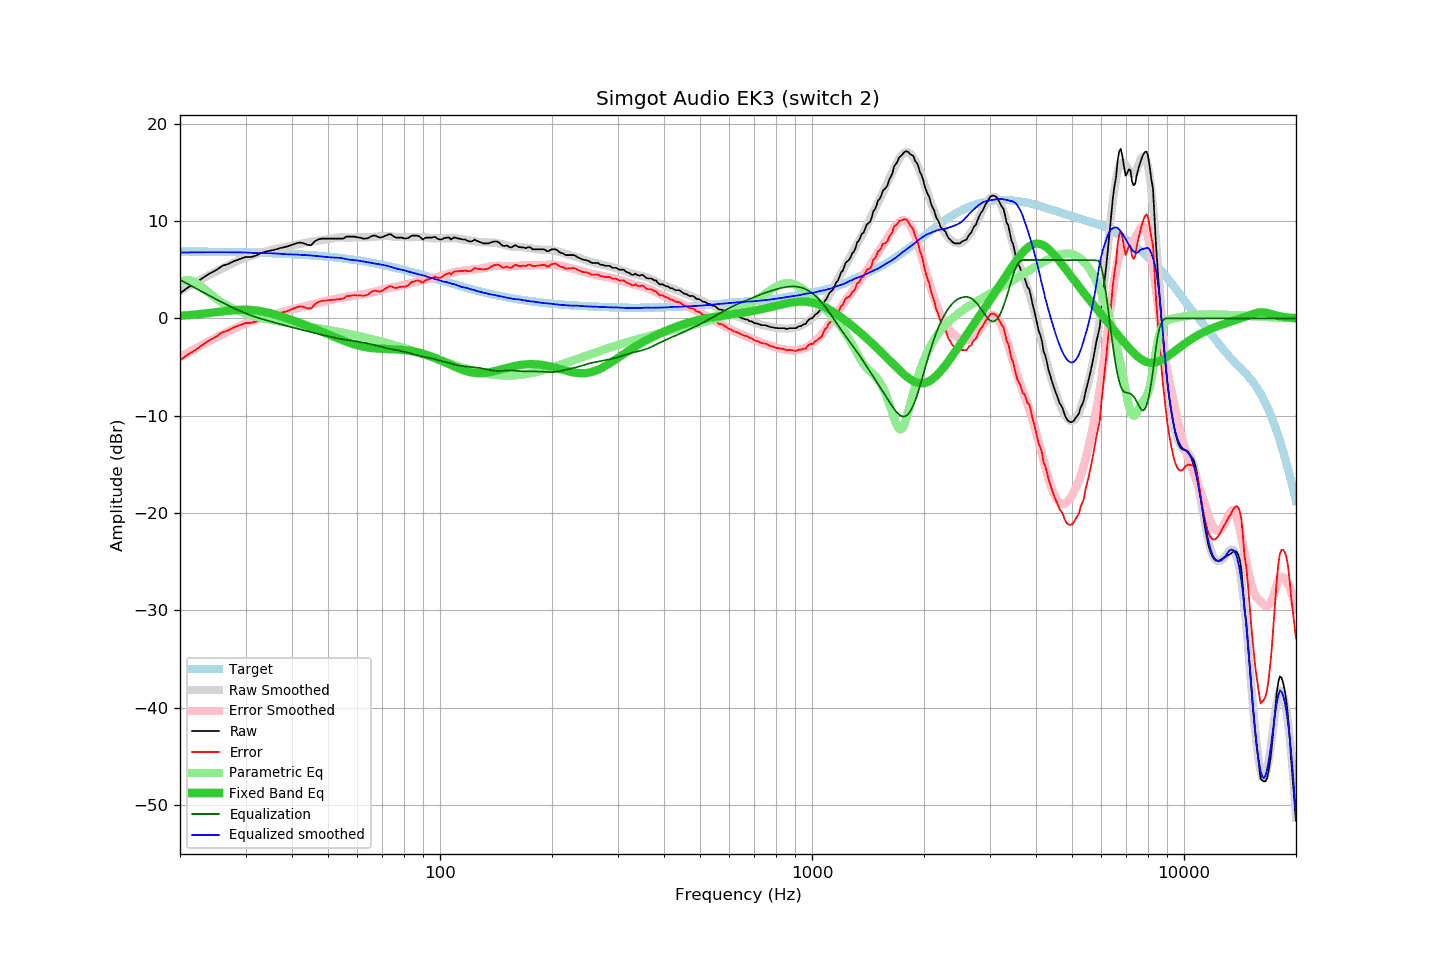 Simgot Audio EK3 (switch 2)
20
10
0
−10
−20
−30
−40
−50
Amplitude (dBr)
Target
Raw Smoothed
Error Smoothed
Raw
Error
Parametric Eq
Fixed Band Eq
Equalization
Equalized smoothed
100 1000 10000
Frequency (Hz)